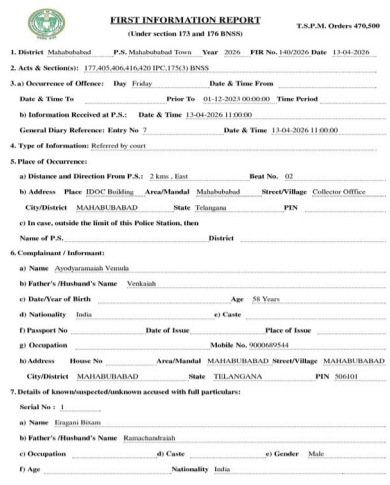 FIRST INFORMATION REPORT
T.S.P.M. Orders 470,500
(Under section 173 and 176 BNSS)
1. District Mahabubabad P.S. Mahabubabad Town Year 2026 FIR No. 140/2026 Date 13-04-2026
2. Acts & Section(s): 177,405,406,416,420 IPC,175(3) BNSS
3. a) Occurrence of Offence: Day Friday Date & Time From
Date & Time To Prior To 01-12-2023 00:00:00 Time Period
b) Information Received at P.S.: Date & Time 13-04-2026 11:00:00
General Diary Reference: Entry No 7 Date & Time 13-04-2026 11:00:00
4. Type of Information: Referred by court
5. Place of Occurrence:
a) Distance and Direction From P.S.: 2 kms , East Beat No. 02
b) Address Place IDOC Building Area/Mandal Mahabubabad Street/Village Collector Offfice
City/District MAHABUBABAD State Telangana PIN
c) In case, outside the limit of this Police Station, then
Name of P.S. District
6. Complainant / Informant:
a) Name Ayodyaramaiah Vemula
b) Father's /Husband's Name Venkaiah
c) Date/Year of Birth Age 58 Years
d) Nationality India e) Caste
f) Passport No Date of Issue Place of Issue
g) Occupation Mobile No. 9000689544
h) Address House No Area/Mandal MAHABUBABAD Street/Village MAHABUBABAD
City/District MAHABUBABAD State TELANGANA PIN 506101
7. Details of known/suspected/unknown accused with full particulars:
Serial No : 1
a) Name Eragani Bixam
b) Father's /Husband's Name Ramachandraiah
c) Occupation d) Caste e) Gender Male
f) Age Nationality India